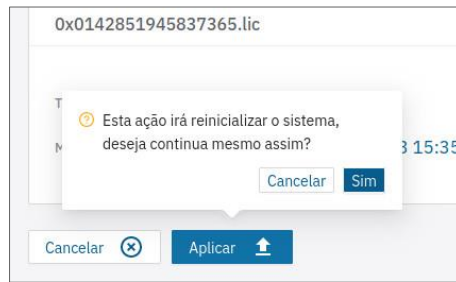 0x0142851945837365.lic
T
Esta ação irá reinicializar o sistema,
deseja continua mesmo assim?
M
3 15:35
Cancelar Sim
Cancelar Aplicar